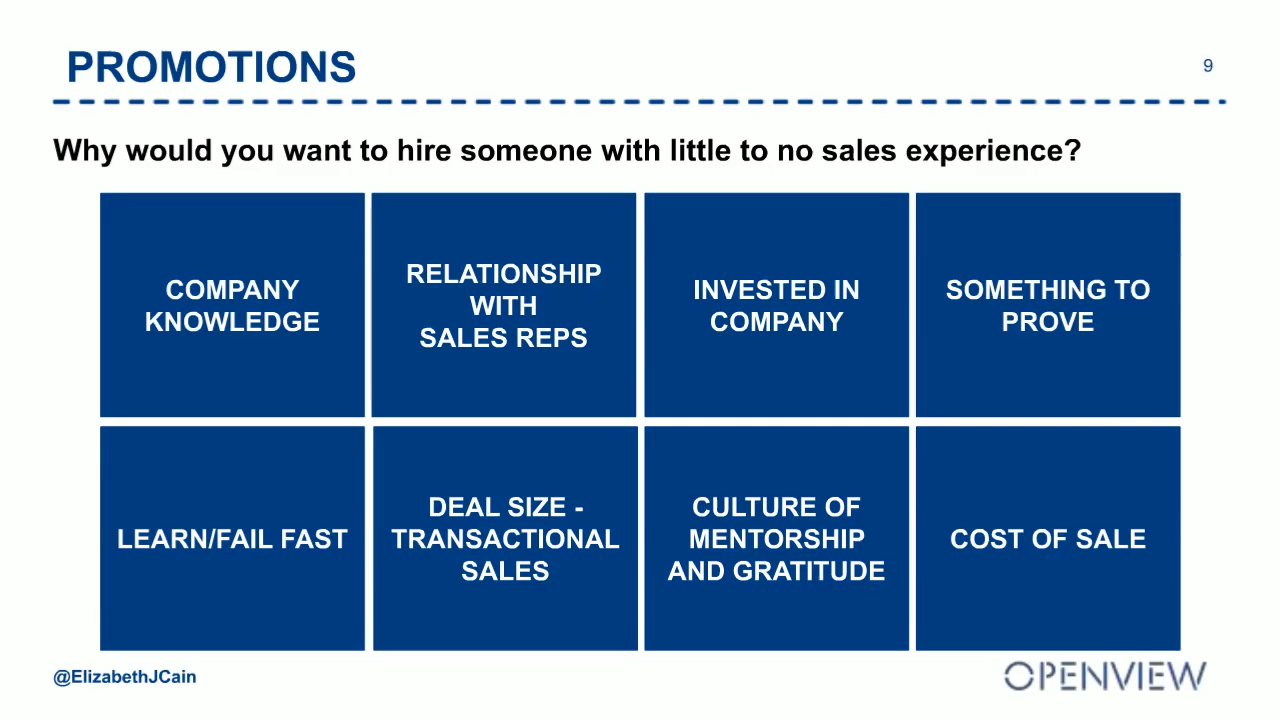 PROMOTIONS
9
Why would you want to hire someone with little to no sales experience?
COMPANY
KNOWLEDGE
RELATIONSHIP
WITH
SALES REPS
INVESTED IN
COMPANY
SOMETHING TO
PROVE
LEARN/FAIL FAST
DEAL SIZE -
TRANSACTIONAL
SALES
CULTURE OF
MENTORSHIP
AND GRATITUDE
COST OF SALE
@ElizabethJCain
OPENVIEW